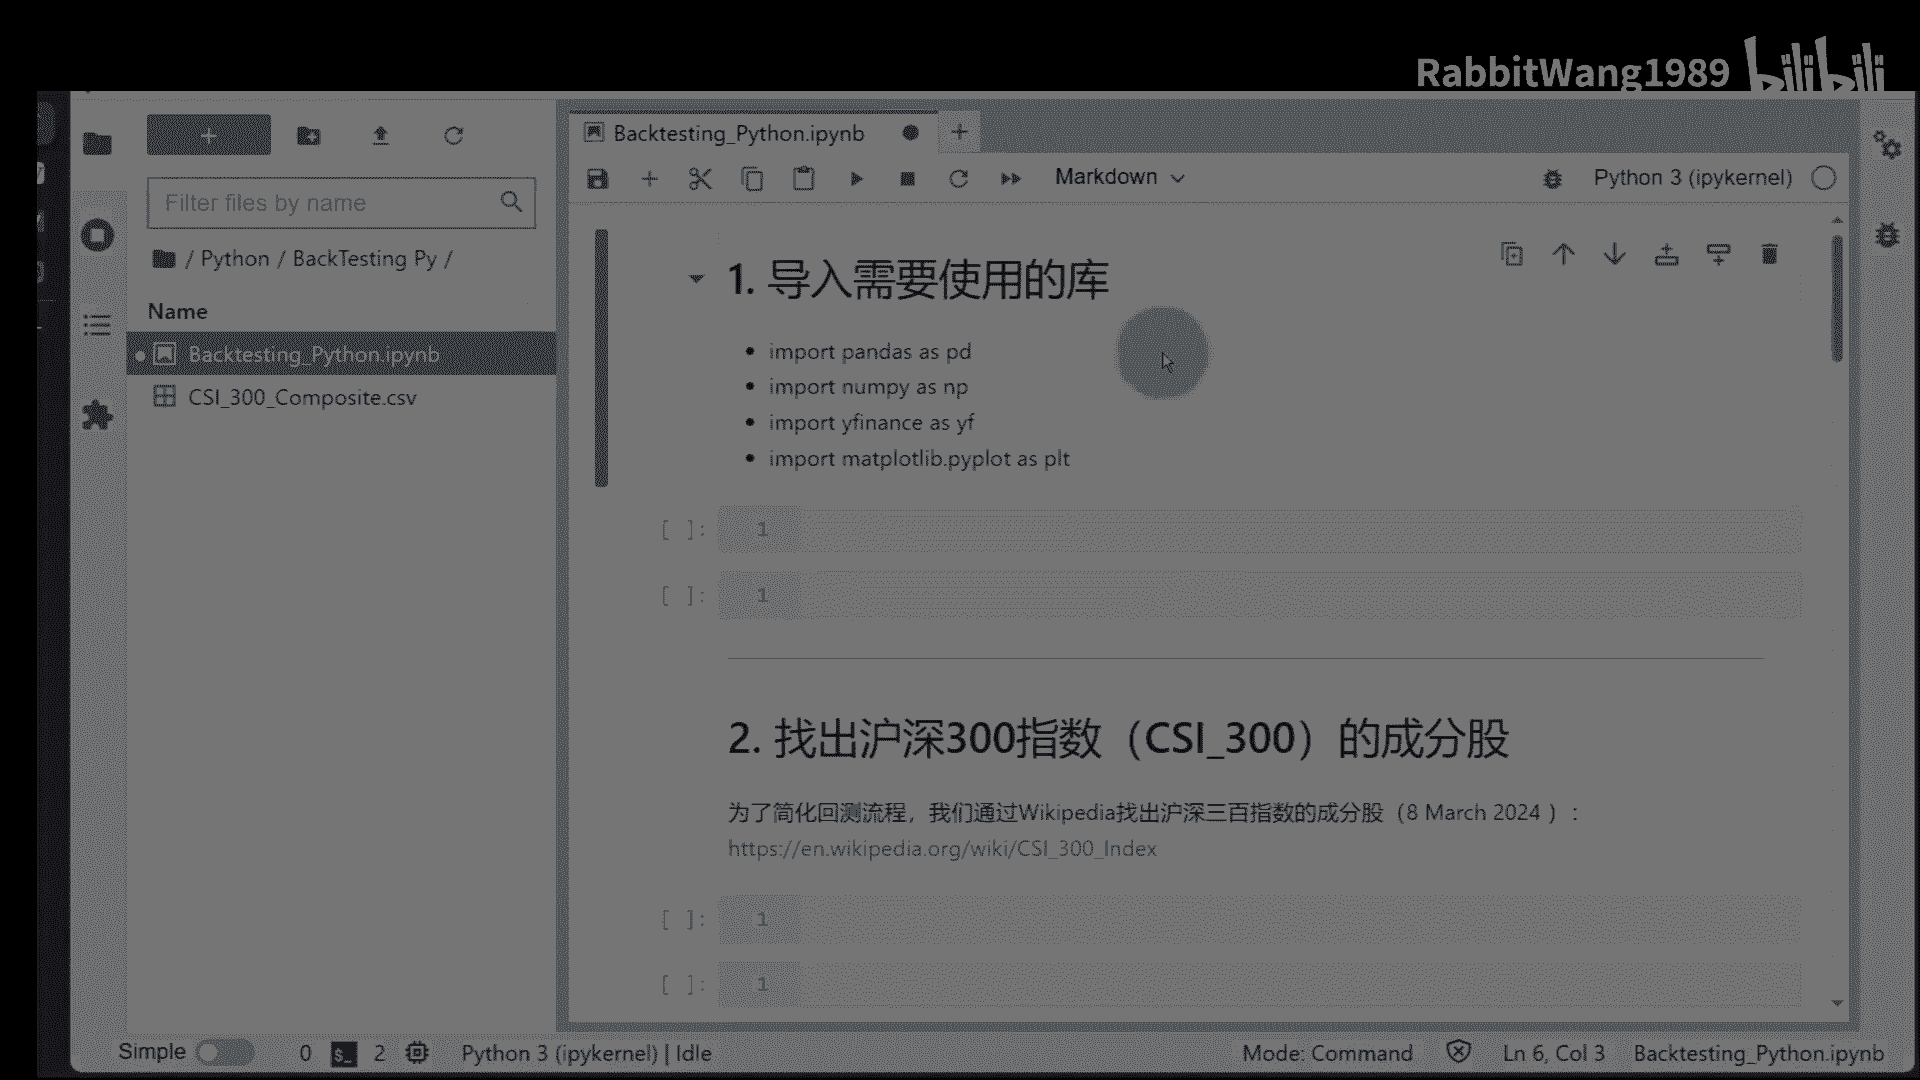 RabbitWang1989 bilibili
Backtesting_Python.ipynb
Filter files by name
Markdown
Python 3 (ipykernel)
/ Python / BackTesting Py /
Name
Backtesting_Python.ipynb
CSI_300_Composite.csv
1. 导入需要使用的库
import pandas as pd
import numpy as np
import yfinance as yf
import matplotlib.pyplot as plt
[ ]: 1
[ ]: 1
2. 找出沪深300指数（CSI_300）的成分股
为了简化回测流程，我们通过Wikipedia找出沪深三百指数的成分股（8 March 2024 ）：
https://en.wikipedia.org/wiki/CSI_300_Index
[ ]: 1
[ ]: 1
Simple 0 $_ 2 Python 3 (ipykernel) | Idle Mode: Command Ln 6, Col 3 Backtesting_Python.ipynb